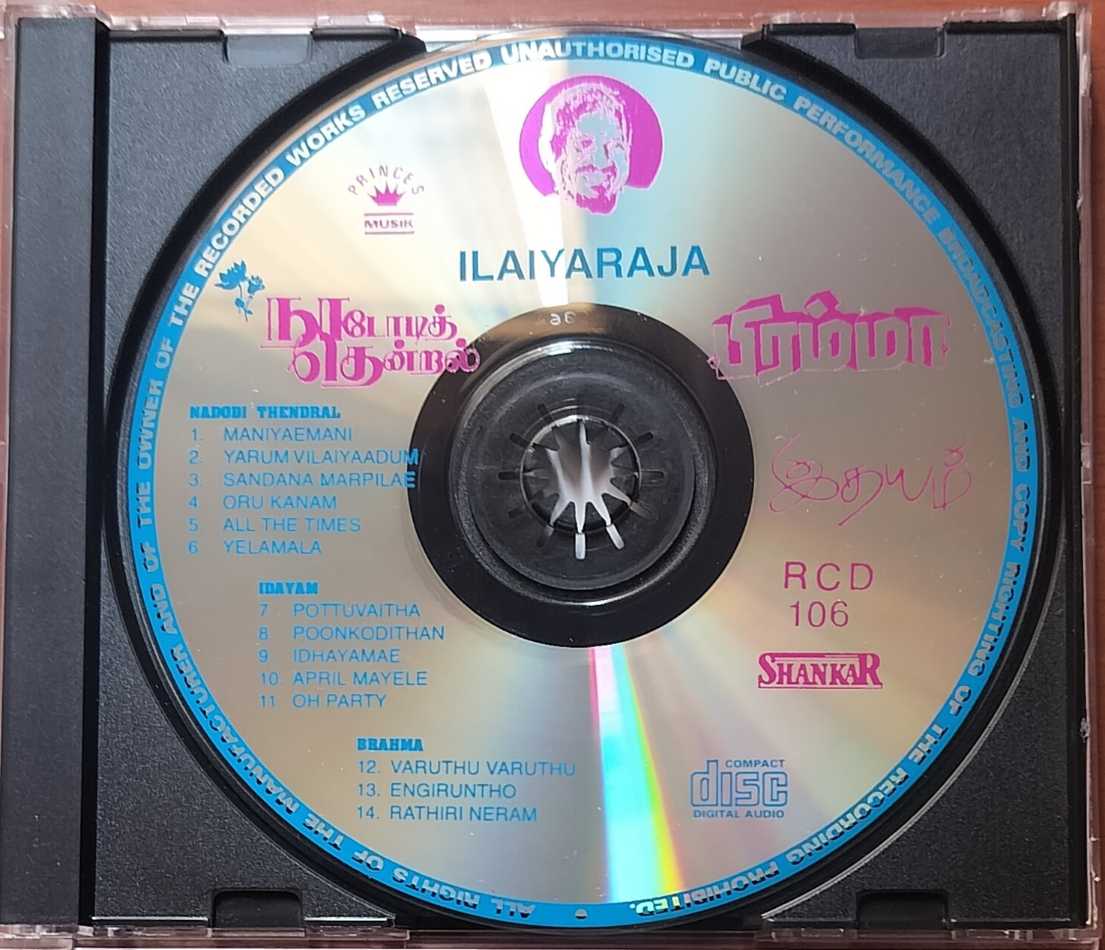 ALL RIGHTS OF THE MANUFACTURER AND OF THE OWNER OF THE RECORDED WORKS RESERVED UNAUTHORISED PUBLIC PERFORMANCE BROADCASTING AND COPY RIGHTING OF THE RECORDING PROHIBITED.
PRINCES
MUSIK
ILAIYARAJA
நாடோடித்
தென்றல்
பிரம்மா
இதயம்
NADODI THENDRAL
1. MANIYAEMANI
2. YARUM VILAIYAADUM
3 SANDANA MARPILAE
4 ORU KANAM
5 ALL THE TIMES
6 YELAMALA
IDAYAM
7 POTTUVAITHA
8 POONKODITHAN
9 IDHAYAMAE
10 APRIL MAYELE
11 OH PARTY
BRAHMA
12. VARUTHU VARUTHU
13. ENGIRUNTHO
14. RATHIRI NERAM
RCD
106
SHANKAR
COMPACT
disc
DIGITAL AUDIO